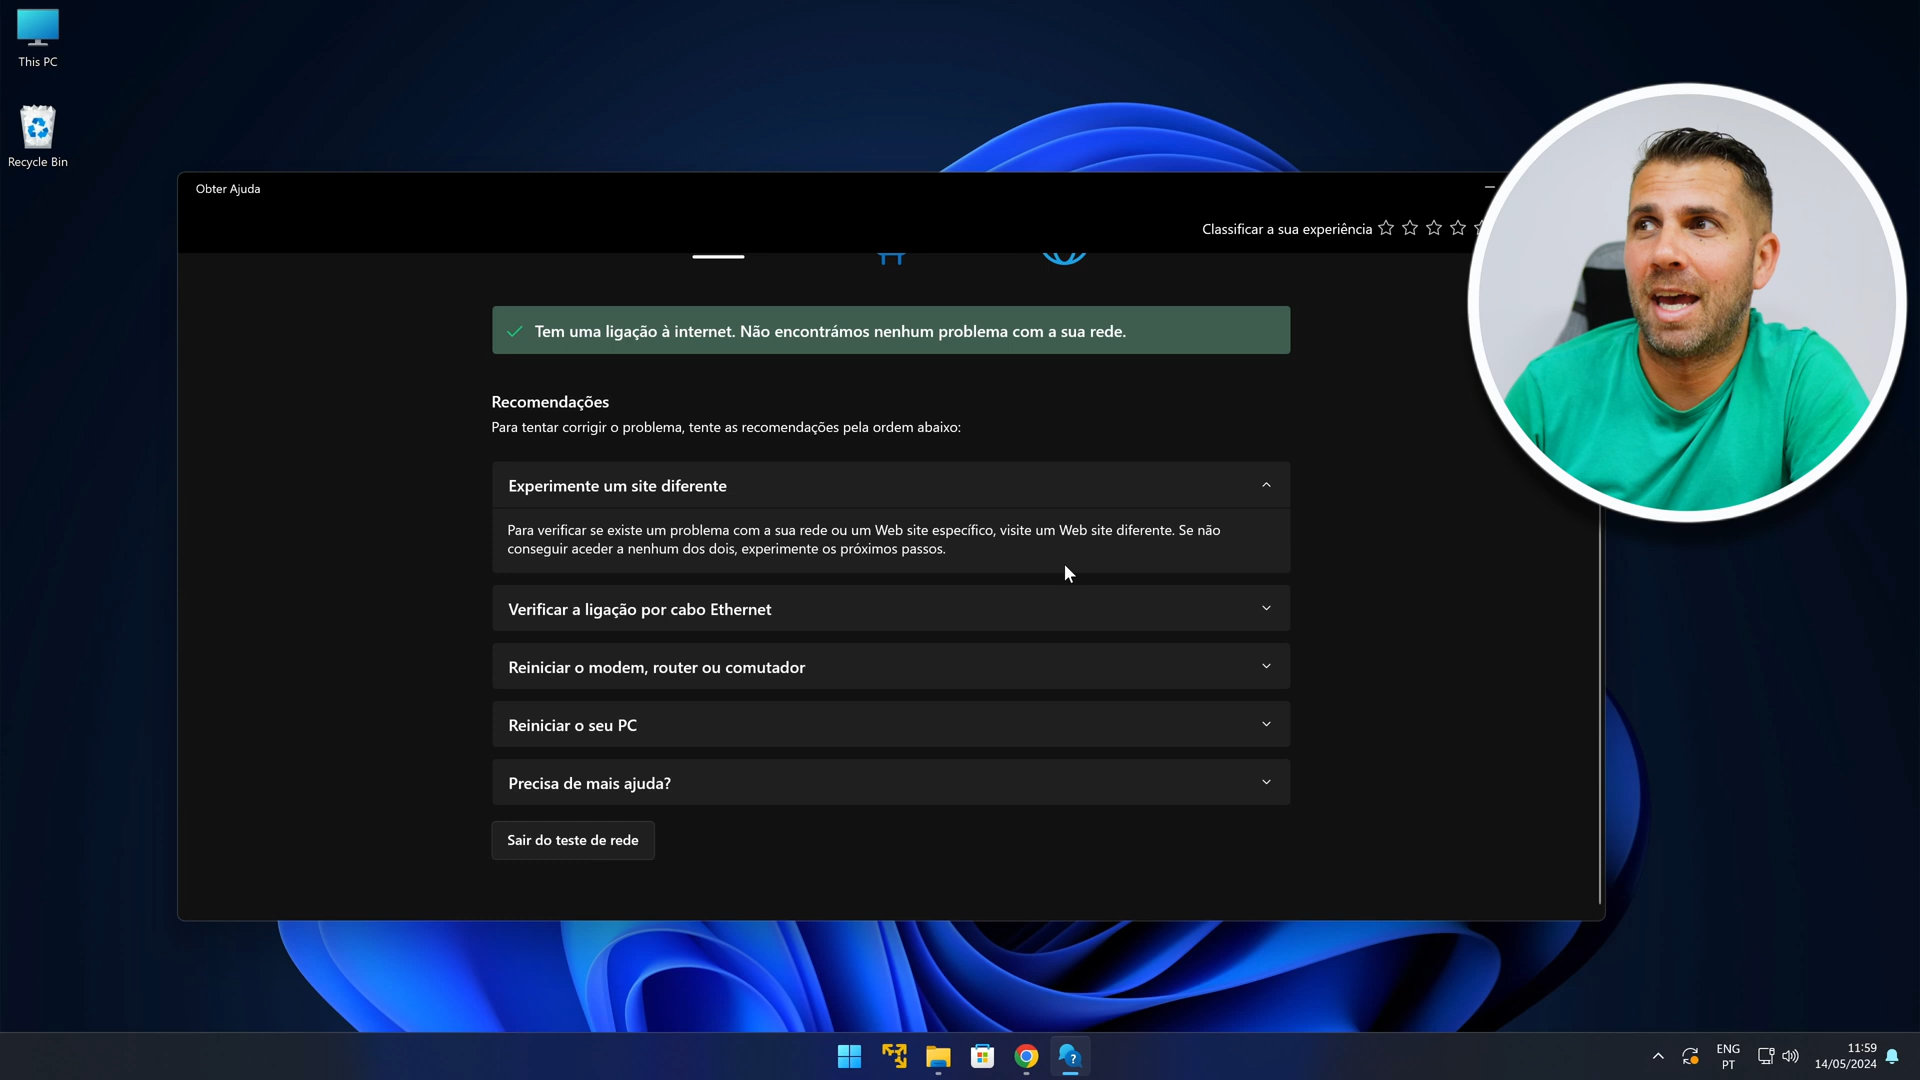 This PC
Recycle Bin
Obter Ajuda
Classificar a sua experiência
Tem uma ligação à internet. Não encontrámos nenhum problema com a sua rede.
Recomendações
Para tentar corrigir o problema, tente as recomendações pela ordem abaixo:
Experimente um site diferente
Para verificar se existe um problema com a sua rede ou um Web site específico, visite um Web site diferente. Se não
conseguir aceder a nenhum dos dois, experimente os próximos passos.
Verificar a ligação por cabo Ethernet
Reiniciar o modem, router ou comutador
Reiniciar o seu PC
Precisa de mais ajuda?
Sair do teste de rede
ENG
PT
11:59
14/05/2024